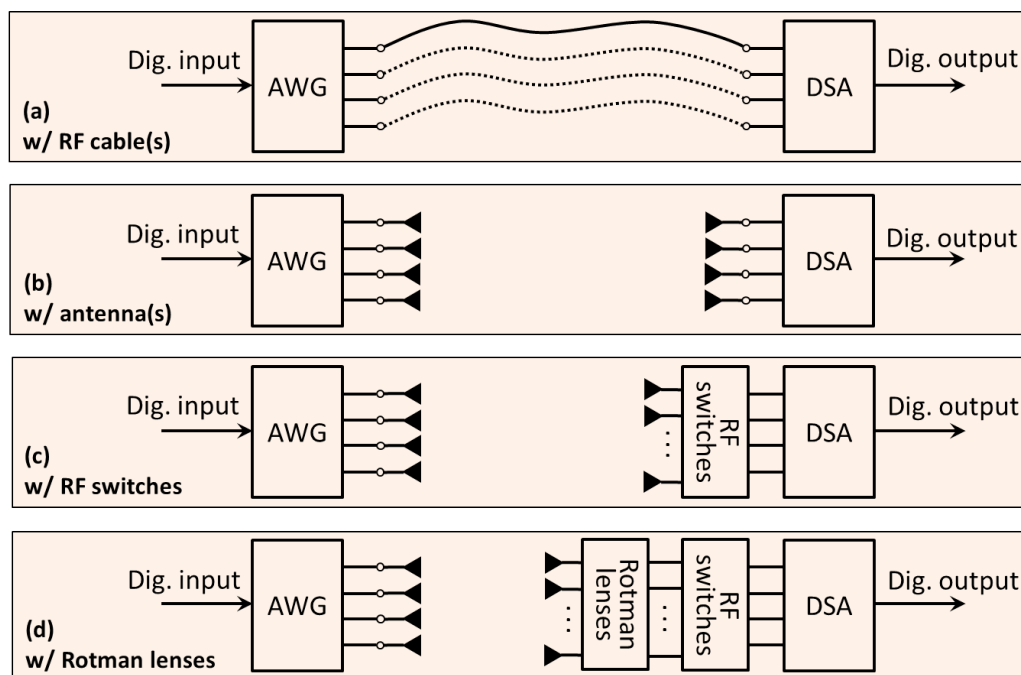 Dig. input
AWG
DSA
Dig. output
(a)
w/ RF cable(s)
Dig. input
AWG
DSA
Dig. output
(b)
w/ antenna(s)
Dig. input
AWG
RF
switches
DSA
Dig. output
(c)
w/ RF switches
Dig. input
AWG
Rotman
lenses
RF
switches
DSA
Dig. output
(d)
w/ Rotman lenses